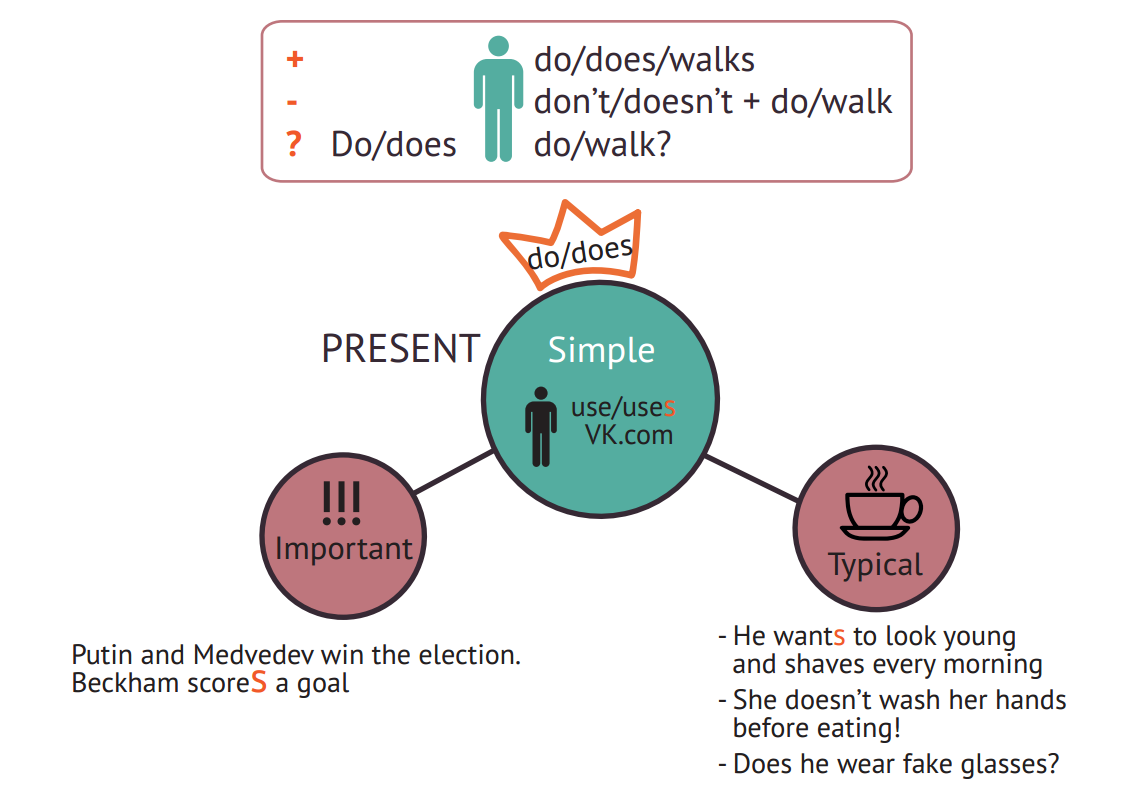 + do/does/walks
- don't/doesn't + do/walk
? Do/does do/walk?
do/does
PRESENT
Simple
use/uses
VK.com
!!!
Important
Typical
Putin and Medvedev win the election.
Beckham scoreS a goal
- He wants to look young
and shaves every morning
- She doesn't wash her hands
before eating!
- Does he wear fake glasses?